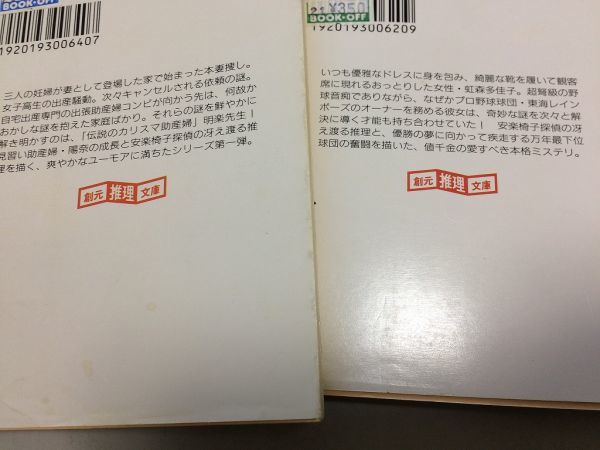 BOOK-OFF
1920193006407
三人の妊婦が妻として登場した家で始まった本妻捜し。
女子高生の出産騒動。次々キャンセルされる依頼の謎。
自宅出産専門の出張助産婦コンビが向かう先は、何故か
おかしな謎を抱えた家庭ばかり。それらの謎を鮮やかに
解き明かすのは、「伝説のカリスマ助産婦」明楽先生！
見習い助産婦・陽奈の成長と安楽椅子探偵の冴え渡る推
理を描く、爽やかなユーモアに満ちたシリーズ第一弾。
創元推理文庫
¥350
BOOK-OFF
1920193006209
いつも優雅なドレスに身を包み、綺麗な靴を履いて観客
席に現れるおっとりした女性・虹森多佳子。超弩級の野
球音痴でありながら、なぜかプロ野球球団・東海レイン
ボーズのオーナーを務める彼女は、奇妙な謎を次々と解
決に導く才能も持ち合わせていた！　安楽椅子探偵の冴
え渡る推理と、優勝の夢に向かって疾走する万年最下位
球団の奮闘を描いた、値千金の愛すべき本格ミステリ。
創元推理文庫